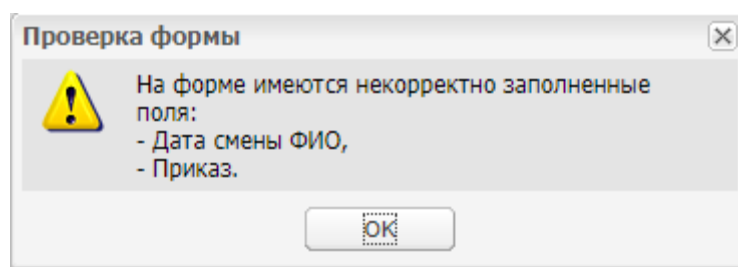 Проверка формы
На форме имеются некорректно заполненные
поля:
- Дата смены ФИО,
- Приказ.
OK